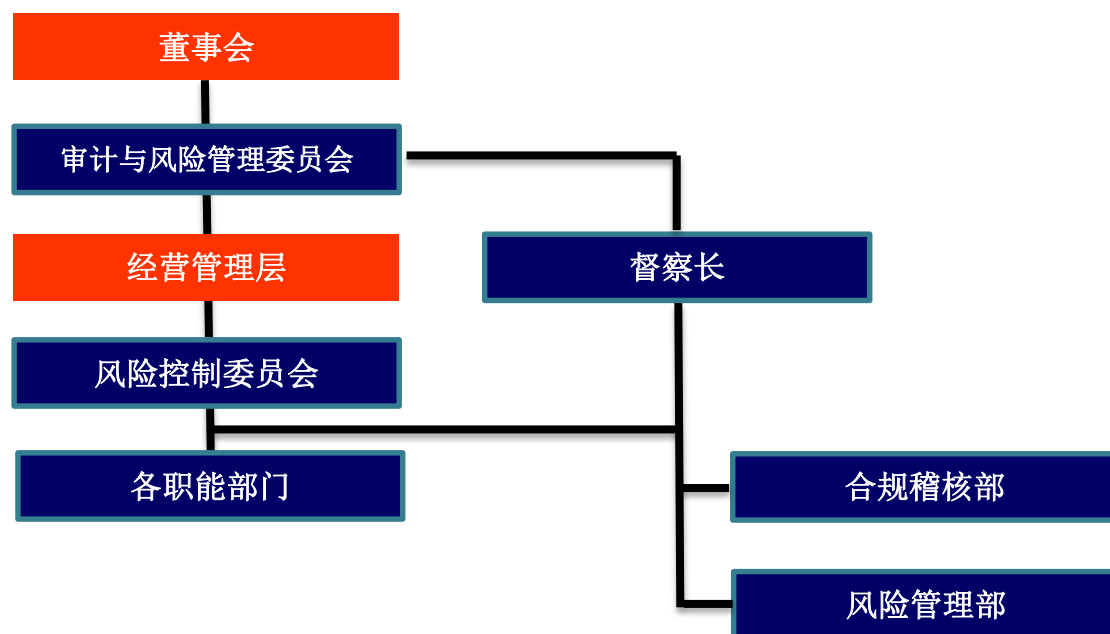 董事会
审计与风险管理委员会
经营管理层
督察长
风险控制委员会
各职能部门
合规稽核部
风险管理部